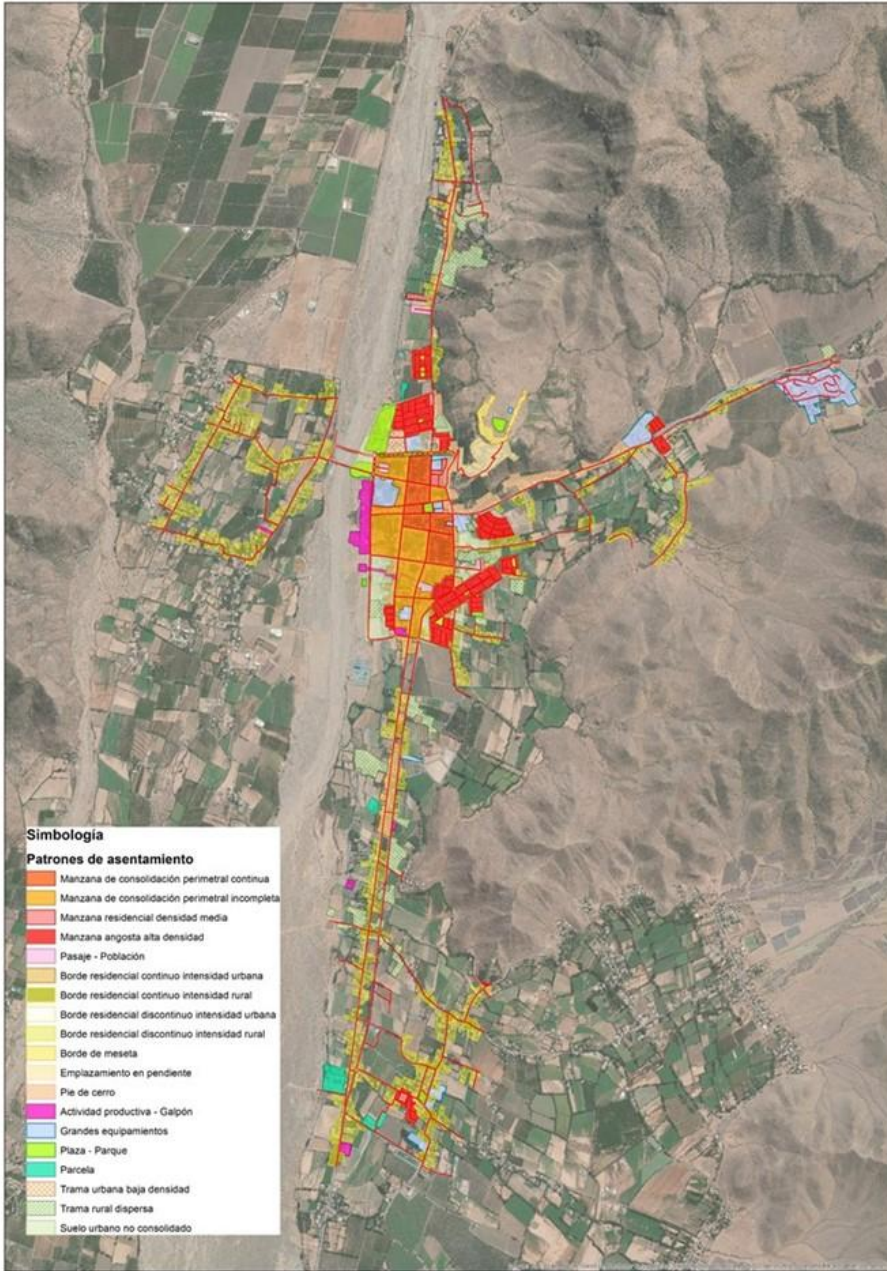 Simbología
Patrones de asentamiento
Manzana de consolidación perimetral continua
Manzana de consolidación perimetral incompleta
Manzana residencial densidad media
Manzana angosta alta densidad
Pasaje - Población
Borde residencial continuo intensidad urbana
Borde residencial continuo intensidad rural
Borde residencial discontinuo intensidad urbana
Borde residencial discontinuo intensidad rural
Borde de meseta
Emplazamiento en pendiente
Pie de cerro
Actividad productiva - Galpón
Grandes equipamientos
Plaza - Parque
Parcela
Trama urbana baja densidad
Trama rural dispersa
Suelo urbano no consolidado